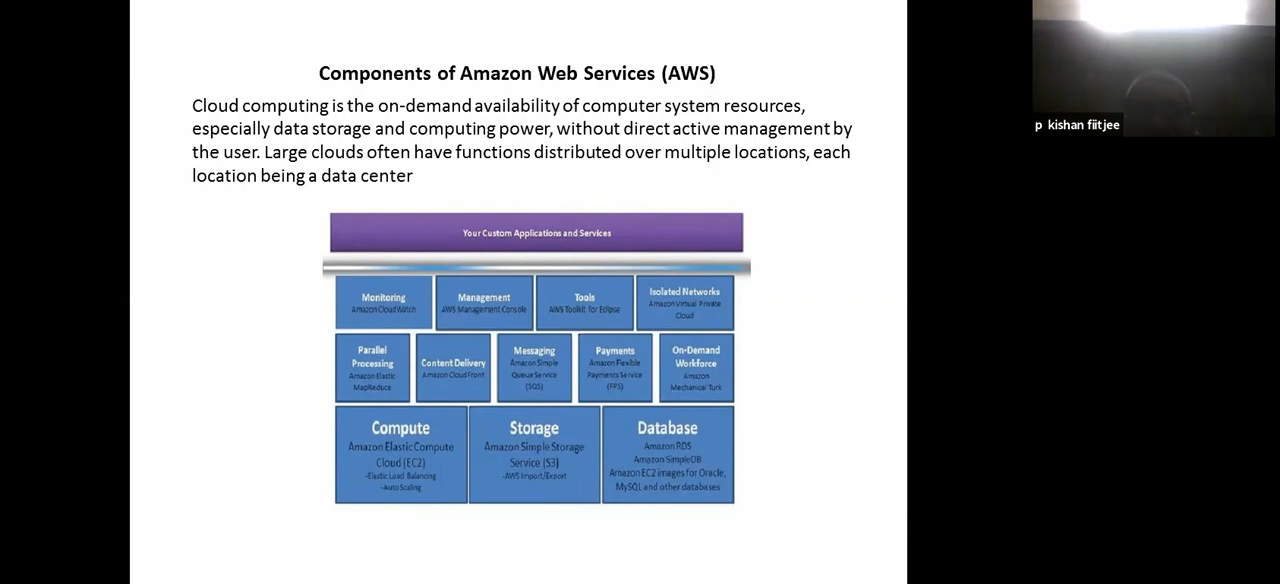 Components of Amazon Web Services (AWS)
Cloud computing is the on-demand availability of computer system resources,
especially data storage and computing power, without direct active management by
the user. Large clouds often have functions distributed over multiple locations, each
location being a data center
p kishan fiitjee
Your Custom Applications and Services
Monitoring
Amazon CloudWatch
Management
AWS Management Console
Tools
AWS Toolkit for Eclipse
Isolated Networks
Amazon Virtual Private
Cloud
Parallel
Processing
Amazon Elastic
MapReduce
Content Delivery
Amazon CloudFront
Messaging
Amazon Simple
Queue Service
(SQS)
Payments
Amazon Flexible
Payments Service
(FPS)
On-Demand
Workforce
Amazon
Mechanical Turk
Compute
Amazon Elastic Compute
Cloud (EC2)
-Elastic Load Balancing
-Auto Scaling
Storage
Amazon Simple Storage
Service (S3)
-AWS Import/Export
Database
Amazon RDS
Amazon SimpleDB
Amazon EC2 images for Oracle,
MySQL and other databases